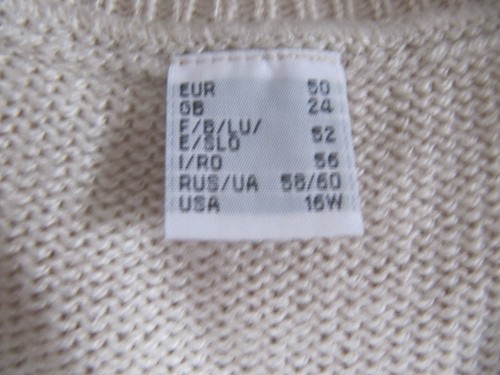 EUR 50
GB 24
F/B/LU/
E/SLO 52
I/RO 56
RUS/UA 58/60
USA 16W